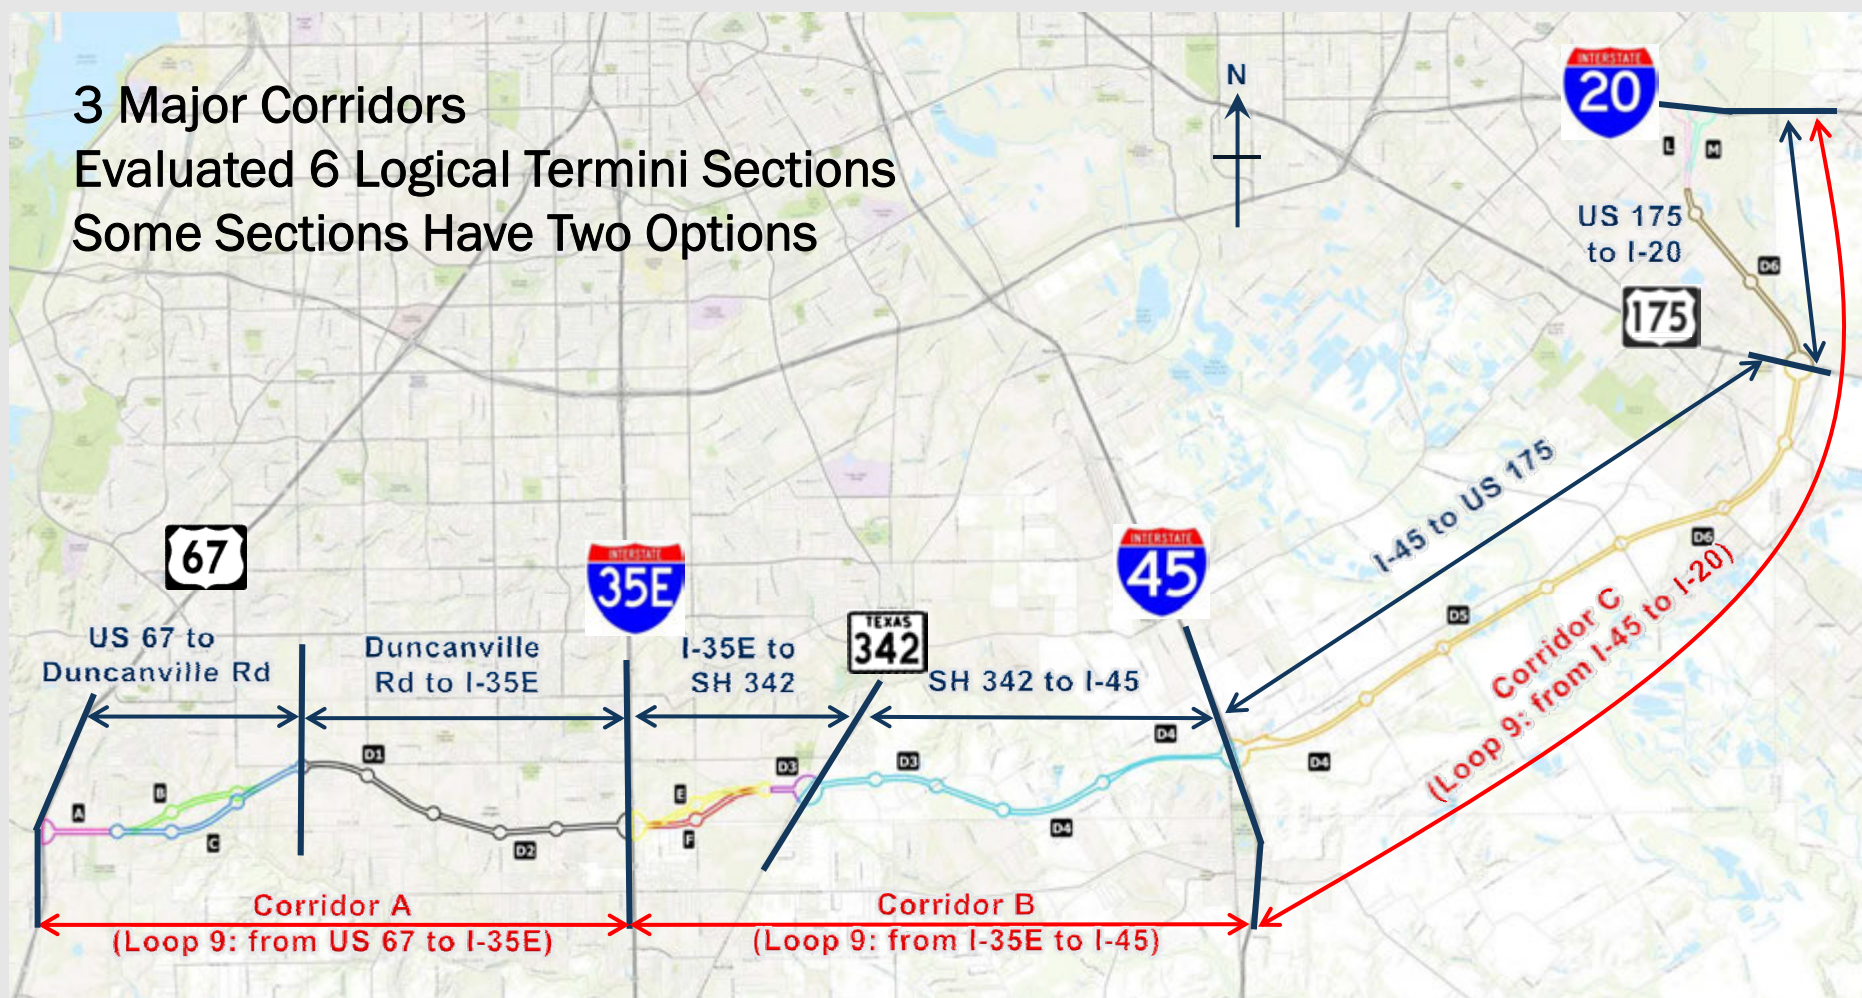 3 Major Corridors
Evaluated 6 Logical Termini Sections
Some Sections Have Two Options
N
INTERSTATE
20
L
M
US 175
to I-20
D6
175
I-45 to US 175
67
INTERSTATE
35E
INTERSTATE
45
TEXAS
342
US 67 to
Duncanville Rd
Duncanville
Rd to I-35E
I-35E to
SH 342
SH 342 to I-45
D6
D5
D4
D4
D3
D3
D4
D1
D2
A
B
C
E
F
Corridor A
(Loop 9: from US 67 to I-35E)
Corridor B
(Loop 9: from I-35E to I-45)
Corridor C
(Loop 9: from I-45 to I-20)